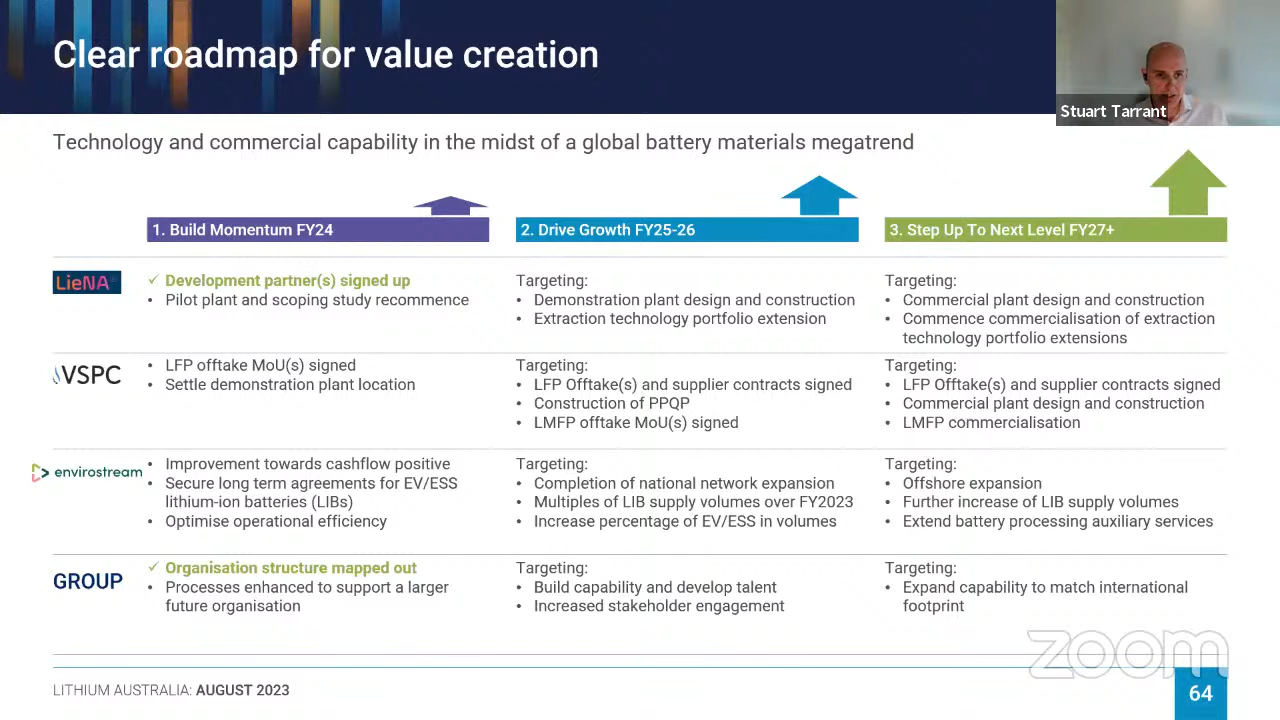 Clear roadmap for value creation
Stuart Tarrant
Technology and commercial capability in the midst of a global battery materials megatrend
1. Build Momentum FY24
2. Drive Growth FY25-26
3. Step Up To Next Level FY27+
LieNA
✓ Development partner(s) signed up
• Pilot plant and scoping study recommence
Targeting:
• Demonstration plant design and construction
• Extraction technology portfolio extension
Targeting:
• Commercial plant design and construction
• Commence commercialisation of extraction
technology portfolio extensions
VSPC
• LFP offtake MoU(s) signed
• Settle demonstration plant location
Targeting:
• LFP Offtake(s) and supplier contracts signed
• Construction of PPQP
• LMFP offtake MoU(s) signed
Targeting:
• LFP Offtake(s) and supplier contracts signed
• Commercial plant design and construction
• LMFP commercialisation
envirostream
• Improvement towards cashflow positive
• Secure long term agreements for EV/ESS
lithium-ion batteries (LIBs)
• Optimise operational efficiency
Targeting:
• Completion of national network expansion
• Multiples of LIB supply volumes over FY2023
• Increase percentage of EV/ESS in volumes
Targeting:
• Offshore expansion
• Further increase of LIB supply volumes
• Extend battery processing auxiliary services
GROUP
✓ Organisation structure mapped out
• Processes enhanced to support a larger
future organisation
Targeting:
• Build capability and develop talent
• Increased stakeholder engagement
Targeting:
• Expand capability to match international
footprint
zoom
LITHIUM AUSTRALIA: AUGUST 2023
64